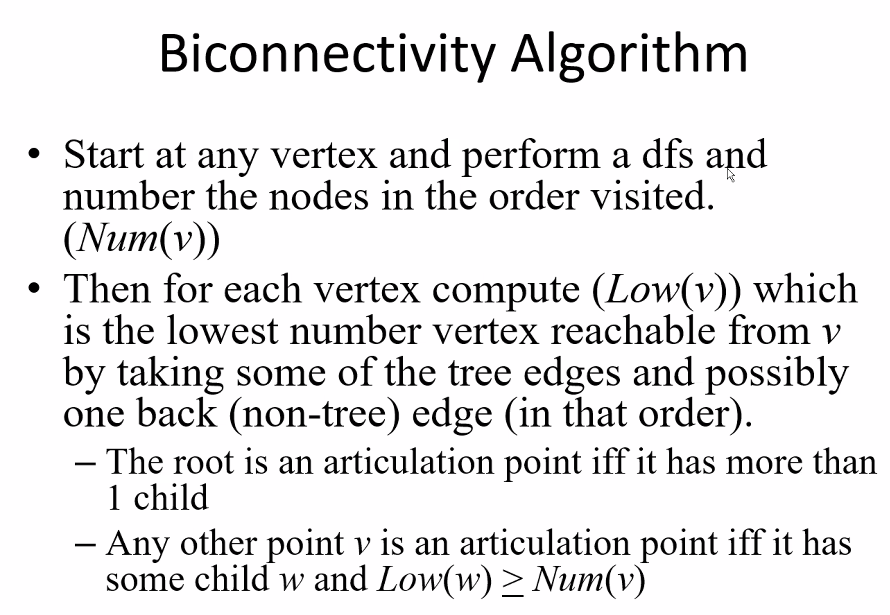 Biconnectivity Algorithm
• Start at any vertex and perform a dfs and
number the nodes in the order visited.
(Num(v))
• Then for each vertex compute (Low(v)) which
is the lowest number vertex reachable from v
by taking some of the tree edges and possibly
one back (non-tree) edge (in that order).
– The root is an articulation point iff it has more than
1 child
– Any other point v is an articulation point iff it has
some child w and Low(w) ≥ Num(v)